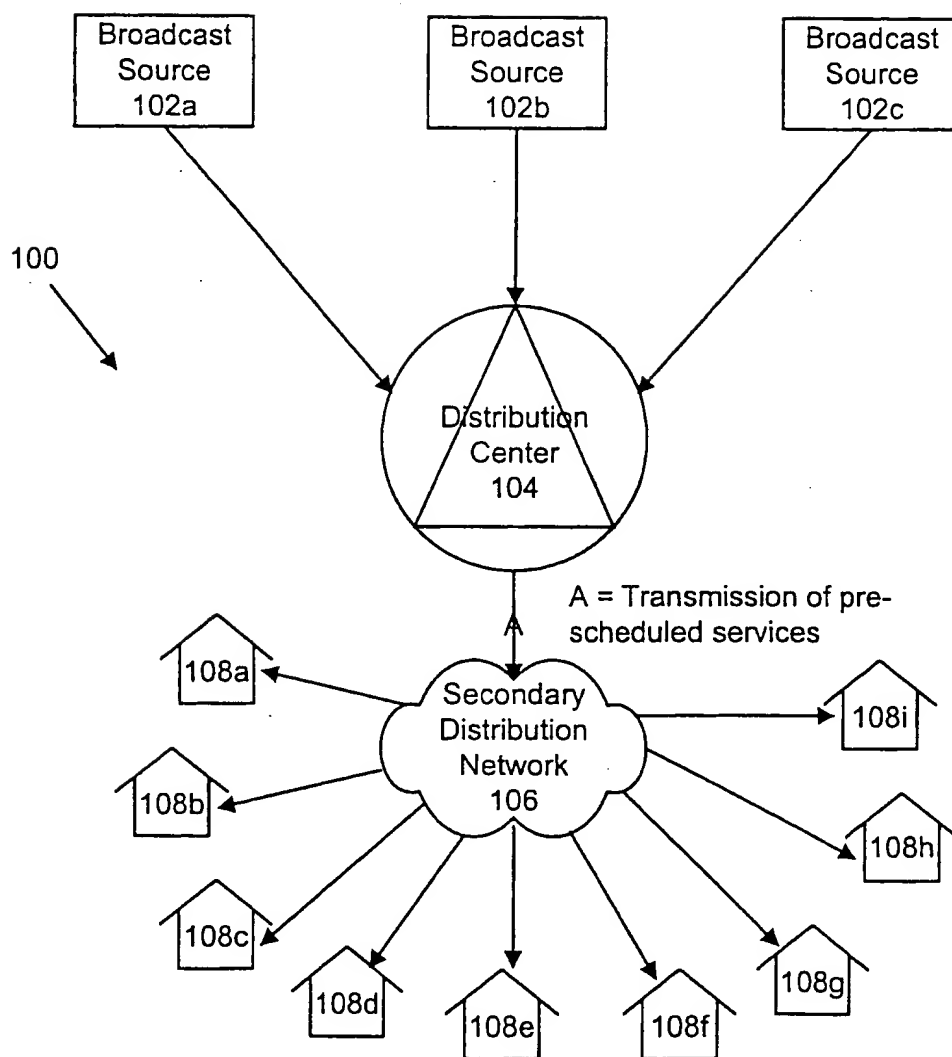 Broadcast
Source
102a
Broadcast
Source
102b
Broadcast
Source
102c
100
Distribution
Center
104
A
A = Transmission of pre-
scheduled services
Secondary
Distribution
Network
106
108a
108b
108c
108d
108e
108f
108g
108h
108i